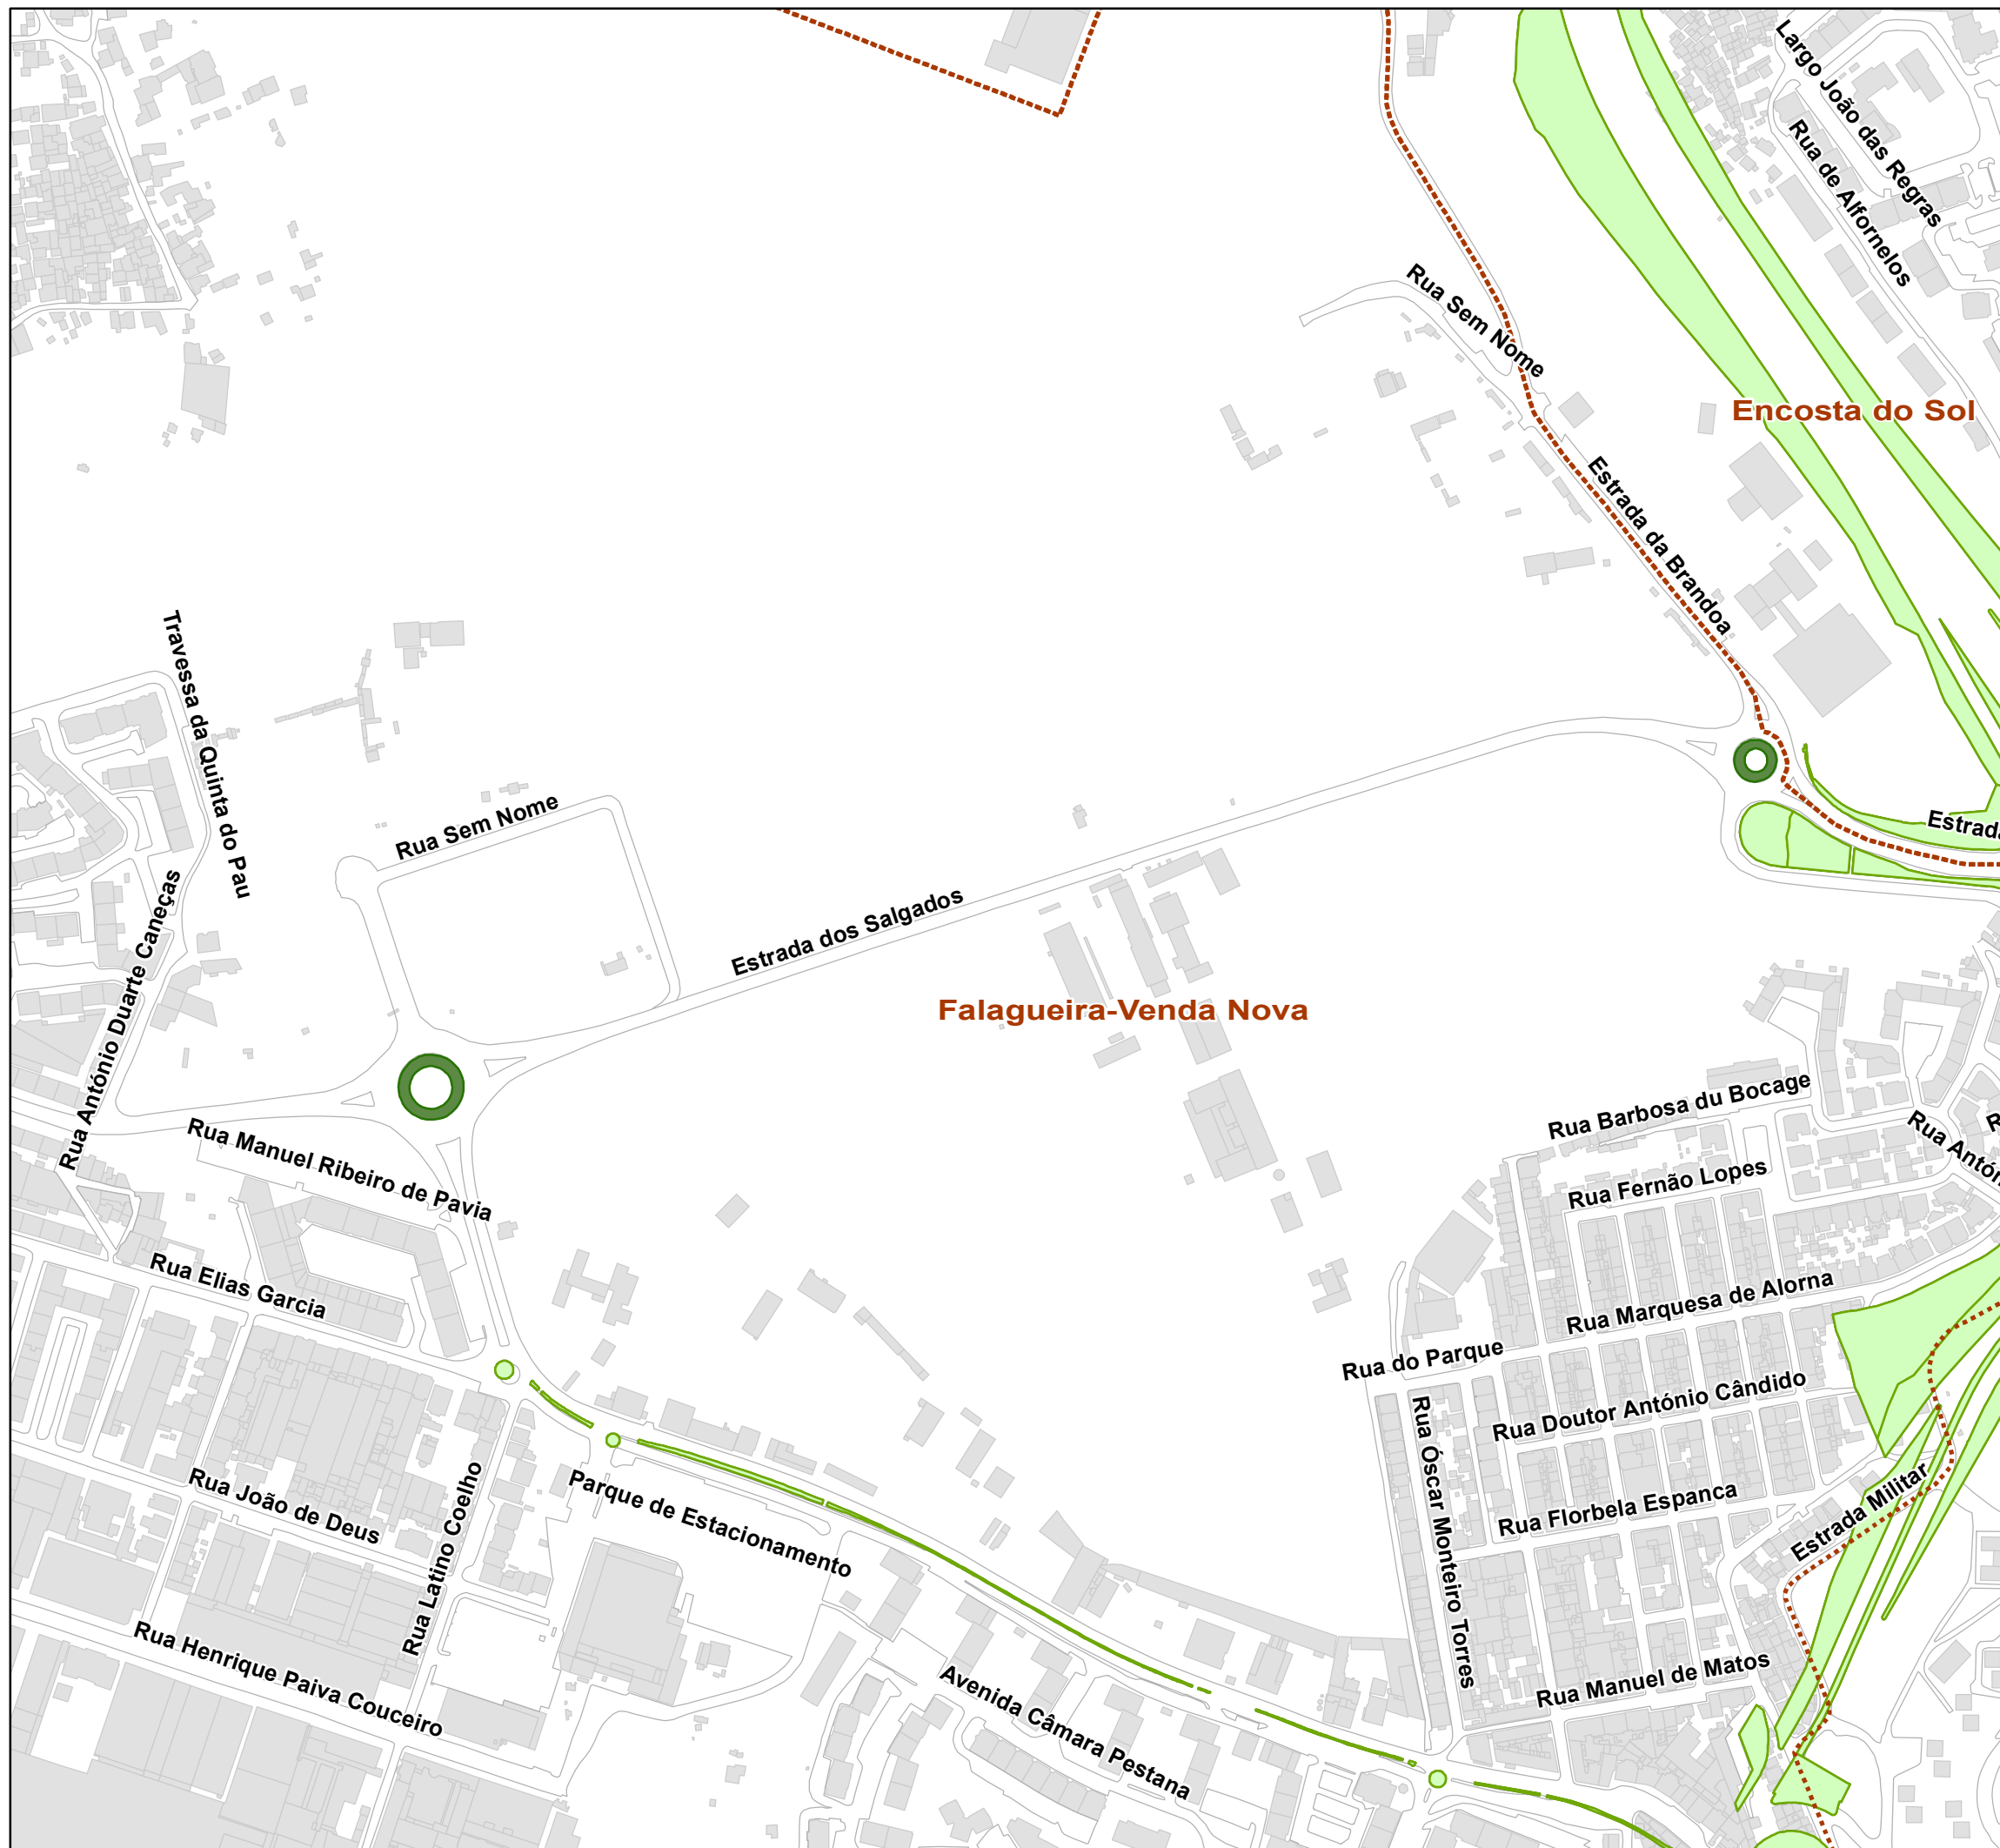 Largo João das Regras
Rua de Alfornelos
Rua Sem Nome
Encosta do Sol
Estrada da Brandoa
Travessa da Quinta do Pau
Rua Sem Nome
Estrada
Rua António Duarte Caneças
Estrada dos Salgados
Falagueira-Venda Nova
Rua Barbosa du Bocage
Rua Manuel Ribeiro de Pavia
Rua Fernão Lopes
Rua Elias Garcia
Rua Marquesa de Alorna
Rua do Parque
Rua Doutor António Cândido
Rua Óscar Monteiro Torres
Rua João de Deus
Rua Latino Coelho
Parque de Estacionamento
Rua Florbela Espanca
Estrada Militar
Rua Henrique Paiva Couceiro
Avenida Câmara Pestana
Rua Manuel de Matos